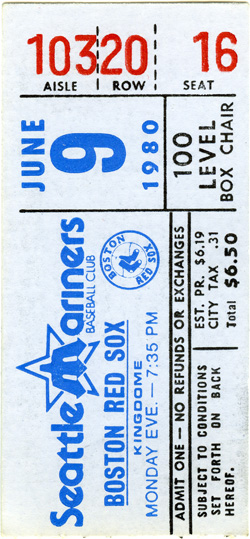 103 20 16
AISLE ROW SEAT
JUNE
9
1980
100
LEVEL
BOX CHAIR
Seattle Mariners
BASEBALL CLUB
BOSTON
RED SOX
BOSTON RED SOX
KINGDOME
MONDAY EVE. — 7:35 PM
ADMIT ONE — NO REFUNDS OR EXCHANGES
EST. PR. $6.19
CITY TAX .31
Total $6.50
SUBJECT TO CONDITIONS
SET FORTH ON BACK
HEREOF.